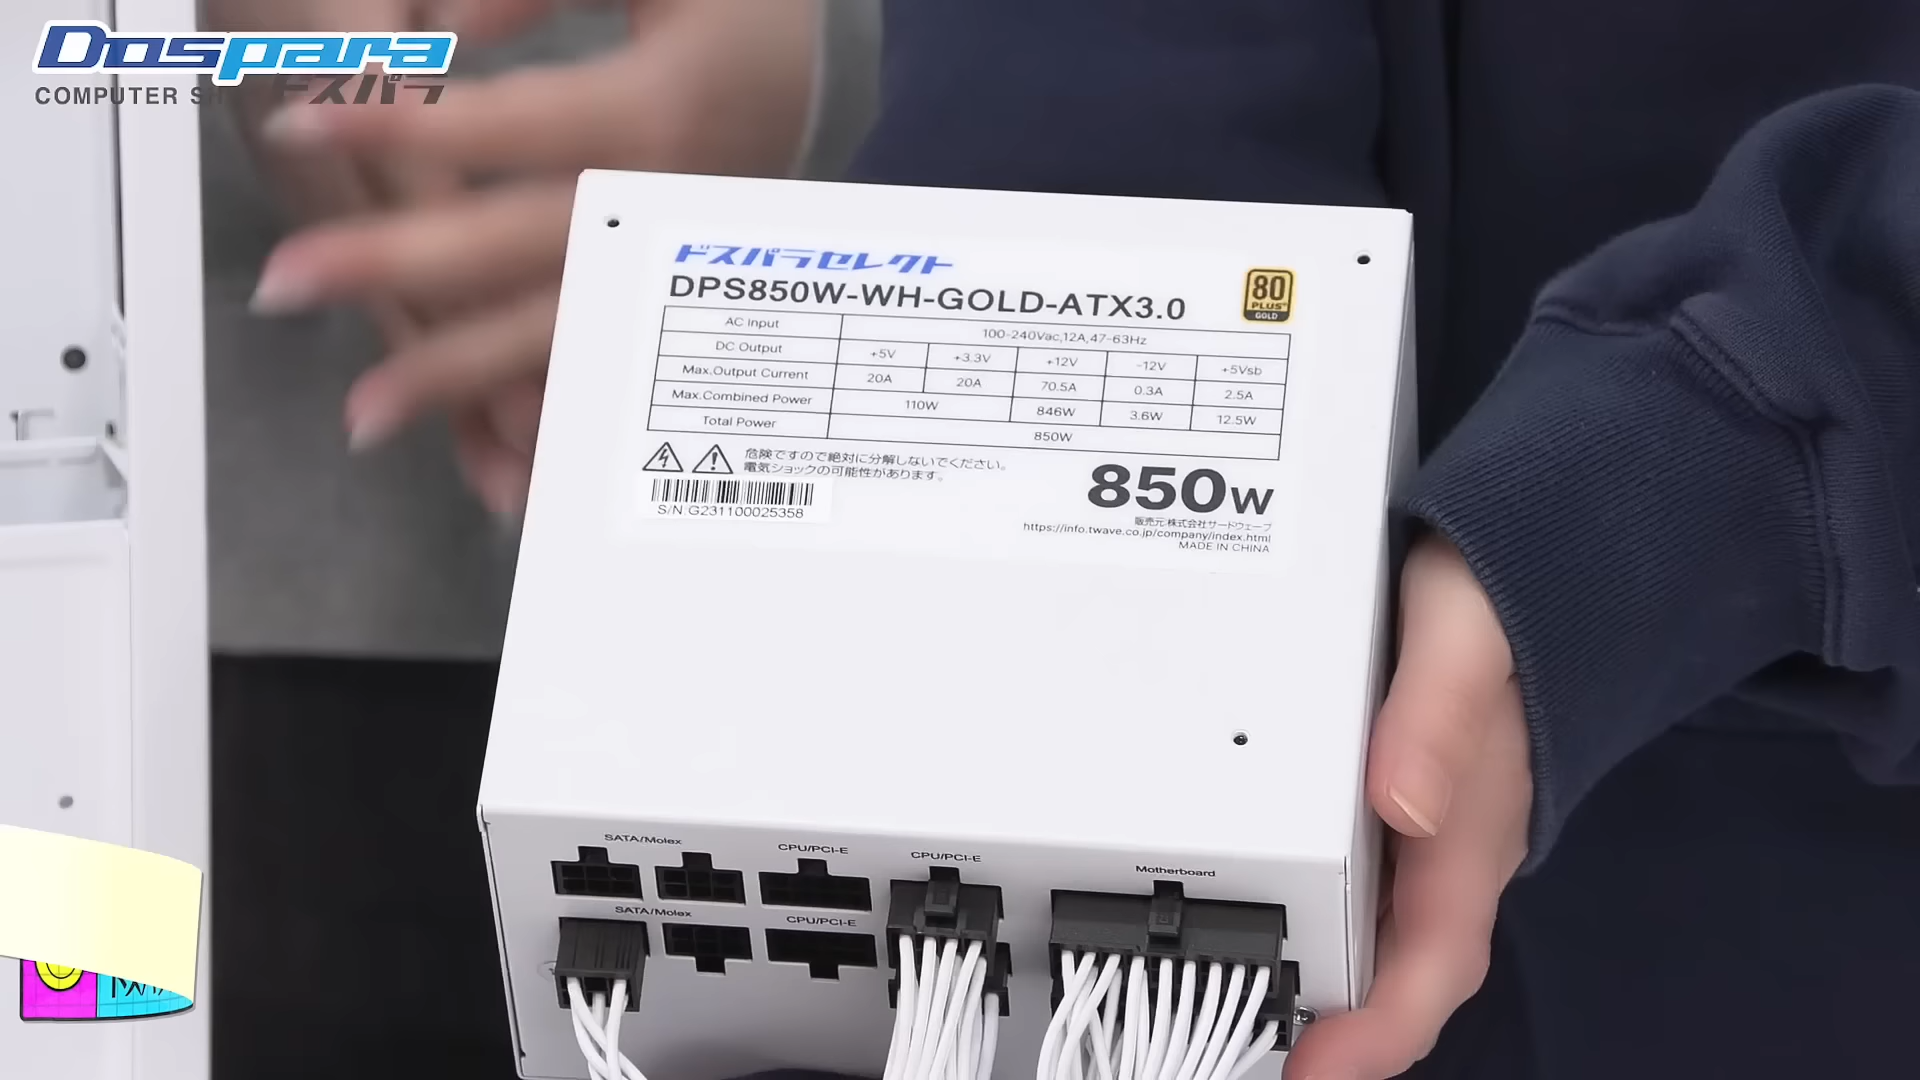 Dospara
COMPUTER SH ドスパラ
ドスパラセレクト
DPS850W-WH-GOLD-ATX3.0
80
PLUS
GOLD
AC Input 100-240Vac,12A,47-63Hz
DC Output +5V +3.3V +12V -12V +5Vsb
Max.Output Current 20A 20A 70.5A 0.3A 2.5A
Max.Combined Power 110W 846W 3.6W 12.5W
Total Power 850W
危険ですので絶対に分解しないでください。
電気ショックの可能性があります。
S/N G231100025358
850W
販売元:株式会社サードウェーブ
https://info.twave.co.jp/company/index.html
MADE IN CHINA
SATA/Molex CPU/PCI-E CPU/PCI-E Motherboard
SATA/Molex CPU/PCI-E